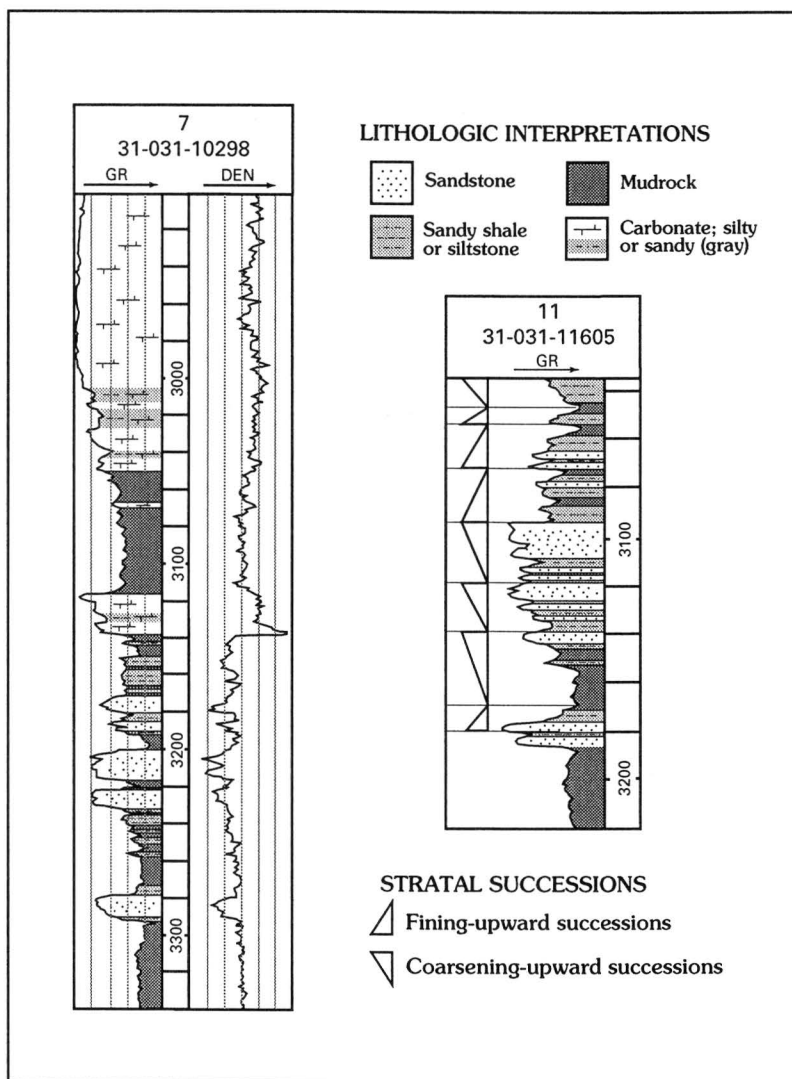 7
31-031-10298
GR
DEN
3000
3100
3200
3300
LITHOLOGIC INTERPRETATIONS
Sandstone
Mudrock
Sandy shale
or siltstone
Carbonate; silty
or sandy (gray)
11
31-031-11605
GR
3100
3200
STRATAL SUCCESSIONS
Fining-upward successions
Coarsening-upward successions